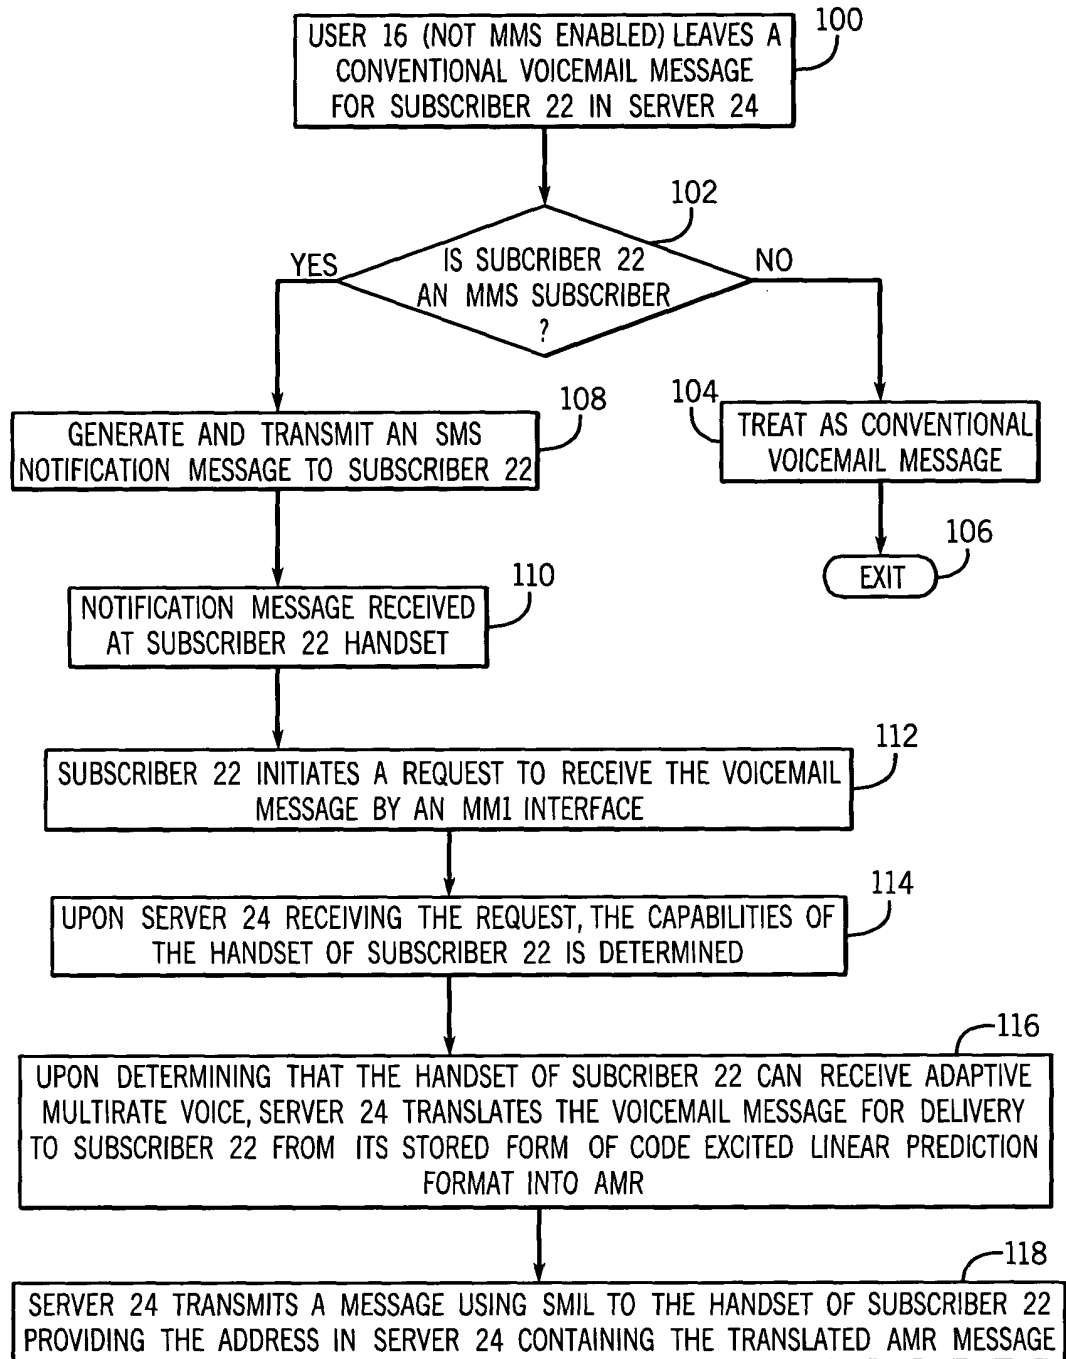 100
USER 16 (NOT MMS ENABLED) LEAVES A
CONVENTIONAL VOICEMAIL MESSAGE
FOR SUBSCRIBER 22 IN SERVER 24
102
YES
IS SUBCRIBER 22
AN MMS SUBSCRIBER
?
NO
108
GENERATE AND TRANSMIT AN SMS
NOTIFICATION MESSAGE TO SUBSCRIBER 22
104
TREAT AS CONVENTIONAL
VOICEMAIL MESSAGE
106
EXIT
110
NOTIFICATION MESSAGE RECEIVED
AT SUBSCRIBER 22 HANDSET
112
SUBSCRIBER 22 INITIATES A REQUEST TO RECEIVE THE VOICEMAIL
MESSAGE BY AN MM1 INTERFACE
114
UPON SERVER 24 RECEIVING THE REQUEST, THE CAPABILITIES OF
THE HANDSET OF SUBSCRIBER 22 IS DETERMINED
116
UPON DETERMINING THAT THE HANDSET OF SUBCRIBER 22 CAN RECEIVE ADAPTIVE
MULTIRATE VOICE, SERVER 24 TRANSLATES THE VOICEMAIL MESSAGE FOR DELIVERY
TO SUBSCRIBER 22 FROM ITS STORED FORM OF CODE EXCITED LINEAR PREDICTION
FORMAT INTO AMR
118
SERVER 24 TRANSMITS A MESSAGE USING SMIL TO THE HANDSET OF SUBSCRIBER 22
PROVIDING THE ADDRESS IN SERVER 24 CONTAINING THE TRANSLATED AMR MESSAGE